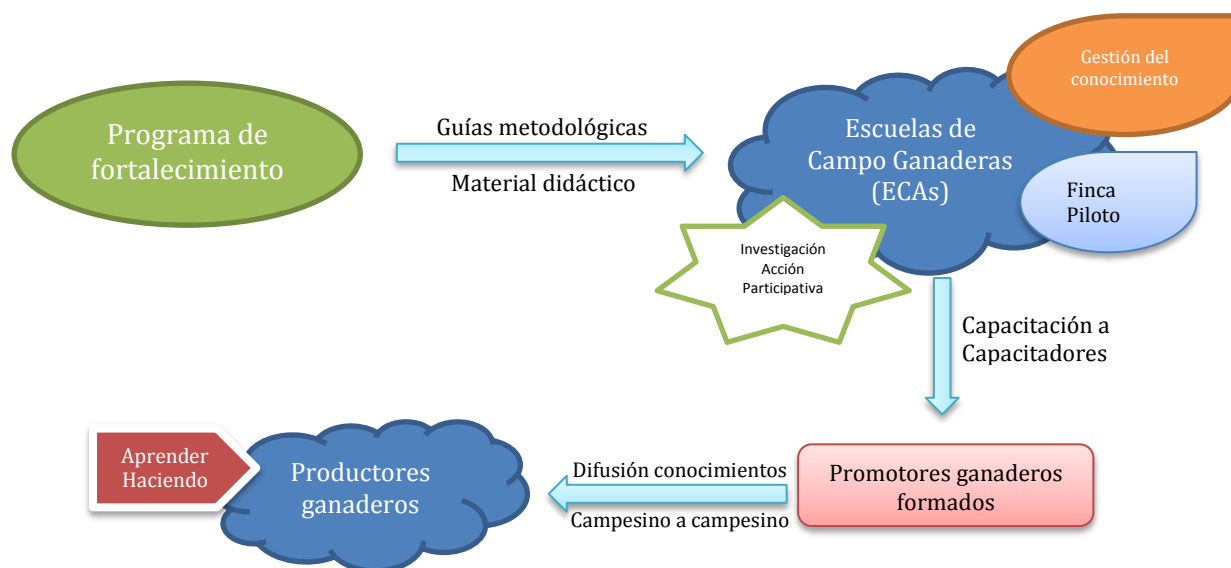 Programa de
fortalecimiento
Guías metodológicas
Material didáctico
Escuelas de
Campo Ganaderas
(ECAs)
Gestión del
conocimiento
Finca
Piloto
Investigación
Acción
Participativa
Capacitación a
Capacitadores
Promotores ganaderos
formados
Difusión conocimientos
Campesino a campesino
Productores
ganaderos
Aprender
Haciendo